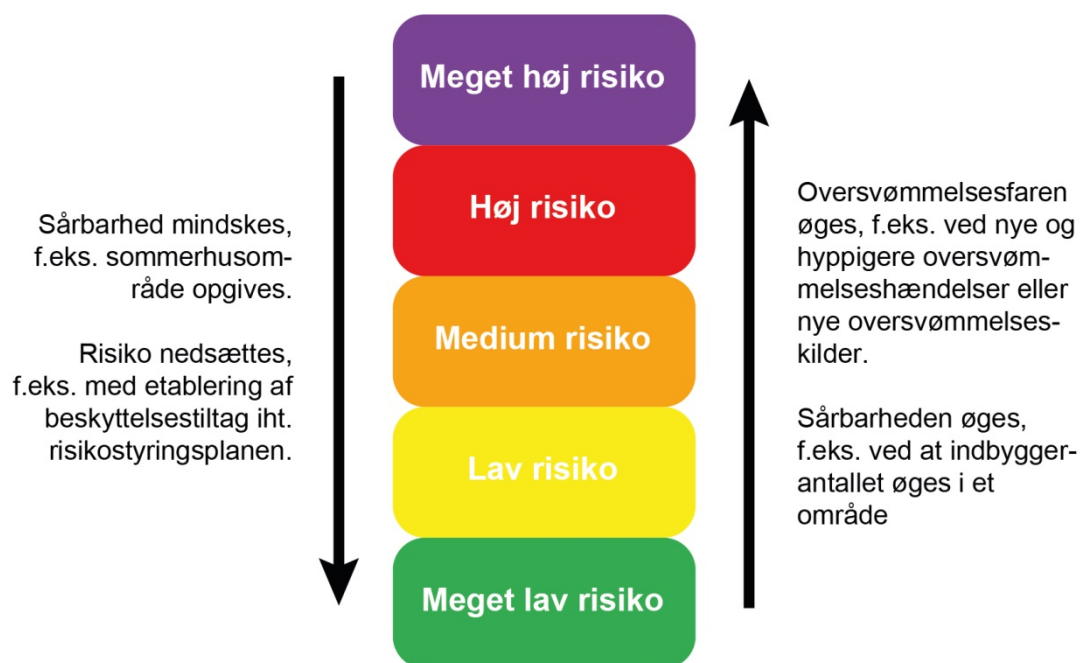 Meget høj risiko
Høj risiko
Medium risiko
Lav risiko
Meget lav risiko
Sårbarhed mindskes,
f.eks. sommerhusom-
råde opgives.
Risiko nedsættes,
f.eks. med etablering af
beskyttelsestiltag iht.
risikostyringsplanen.
Oversvømmelsesfaren
øges, f.eks. ved nye og
hyppigere oversvøm-
melseshændelser eller
nye oversvømmelses-
kilder.
Sårbarheden øges,
f.eks. ved at indbygger-
antallet øges i et
område